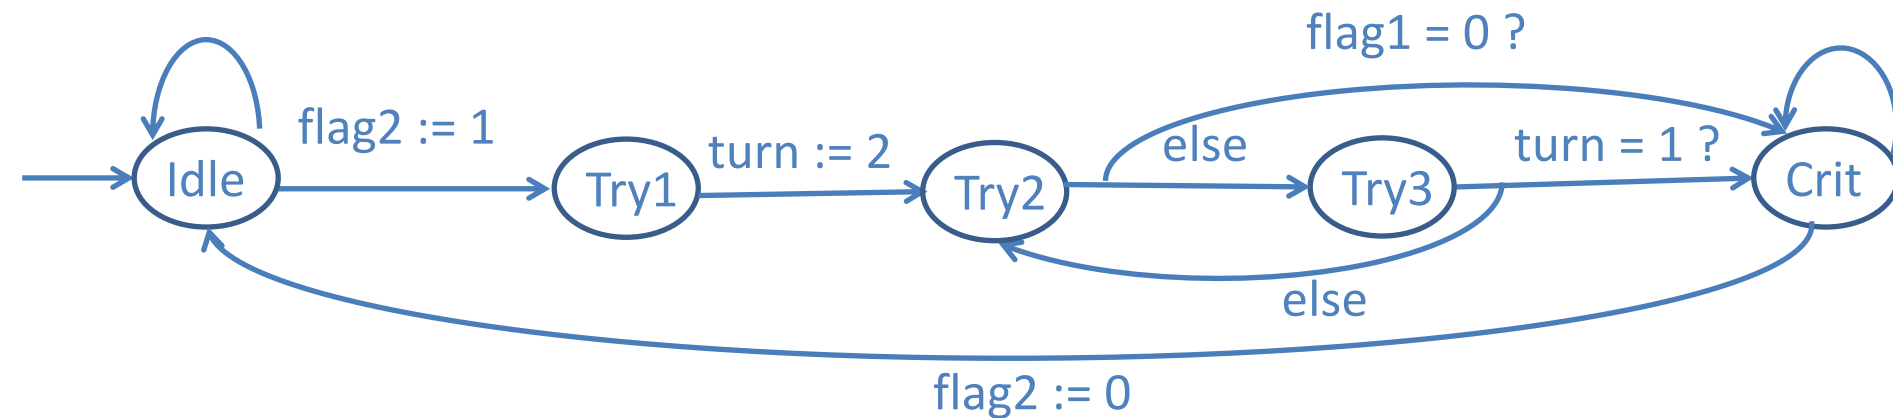 flag1 = 0 ?
flag2 := 1
turn := 2
else
turn = 1 ?
Idle
Try1
Try2
Try3
Crit
else
flag2 := 0